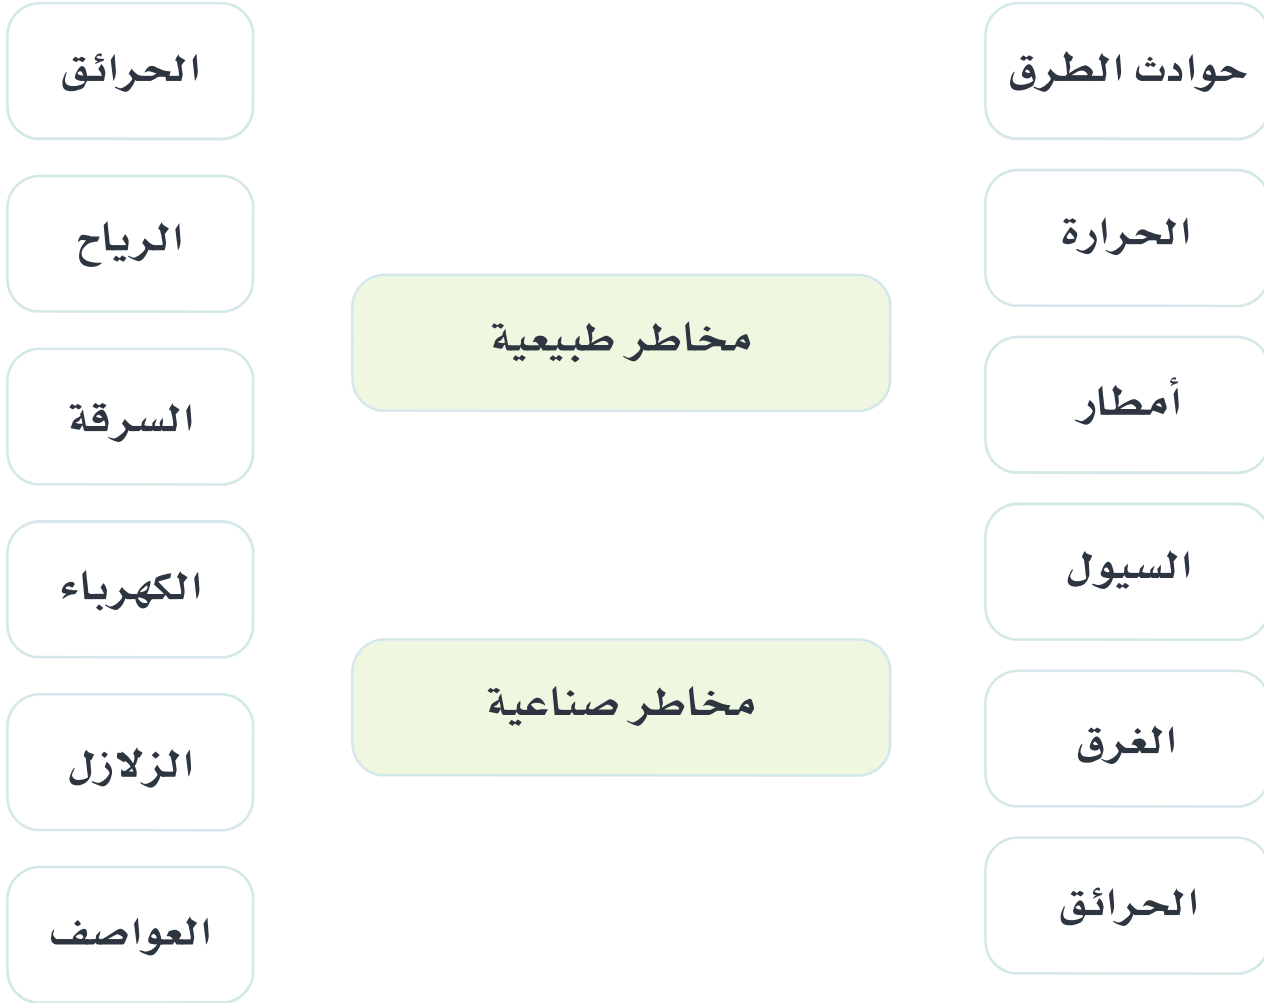 حوادث الطرق
الحرارة
أمطار
السيول
الغرق
الحرائق
مخاطر طبيعية
مخاطر صناعية
الحرائق
الرياح
السرقة
الكهرباء
الزلازل
العواصف